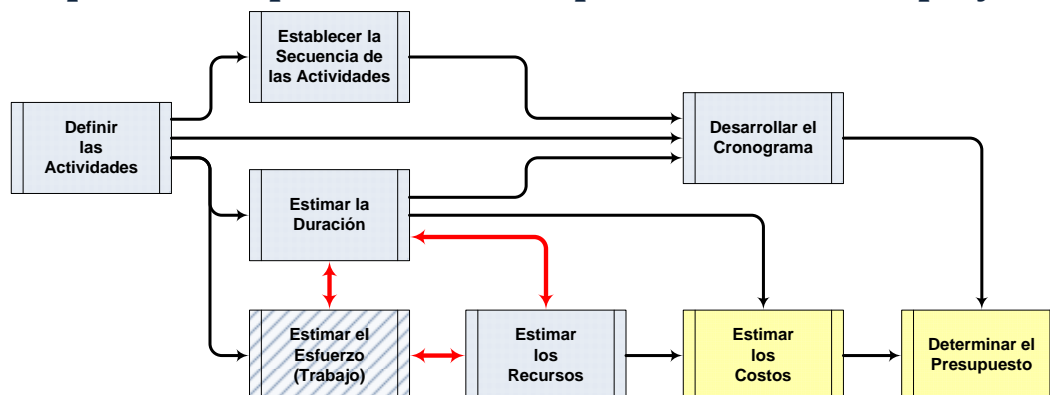 Establecer la
Secuencia de
las Actividades
Definir
las
Actividades
Desarrollar el
Cronograma
Estimar la
Duración
Estimar el
Esfuerzo
(Trabajo)
Estimar
los
Recursos
Estimar
los
Costos
Determinar el
Presupuesto